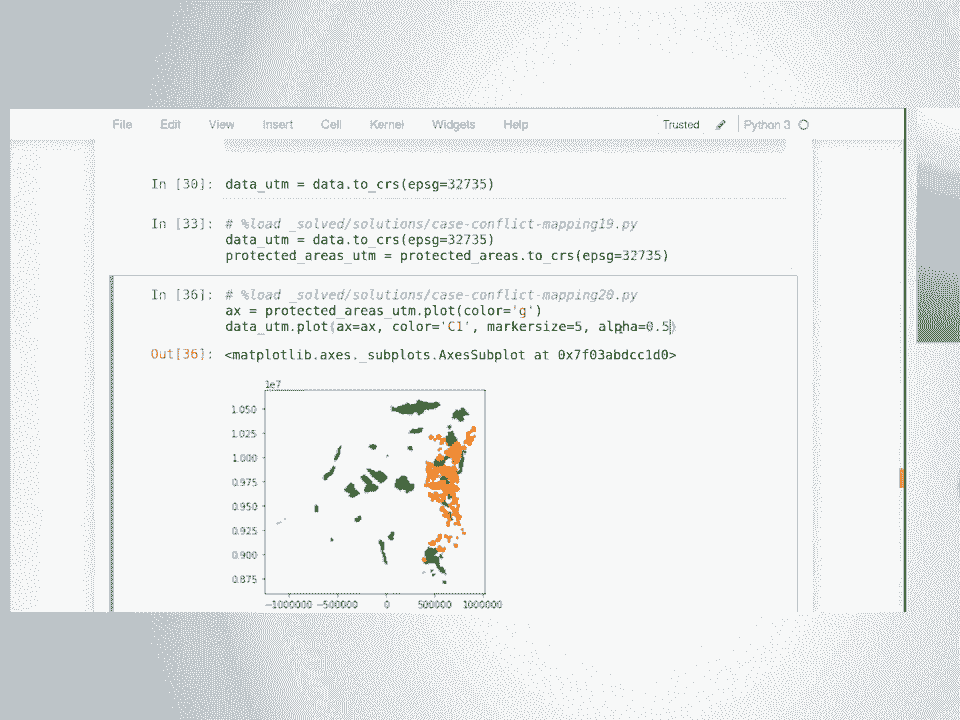 File Edit View Insert Cell Kernel Widgets Help Trusted Python 3
In [30]: data_utm = data.to_crs(epsg=32735)
In [33]: # %load _solved/solutions/case-conflict-mapping19.py
data_utm = data.to_crs(epsg=32735)
protected_areas_utm = protected_areas.to_crs(epsg=32735)
In [36]: # %load _solved/solutions/case-conflict-mapping20.py
ax = protected_areas_utm.plot(color='g')
data_utm.plot(ax=ax, color='C1', markersize=5, alpha=0.5)
Out[36]: <matplotlib.axes._subplots.AxesSubplot at 0x7f03abdcc1d0>
1e7
1.050
1.025
1.000
0.975
0.950
0.925
0.900
0.875
−1000000 −500000 0 500000 1000000